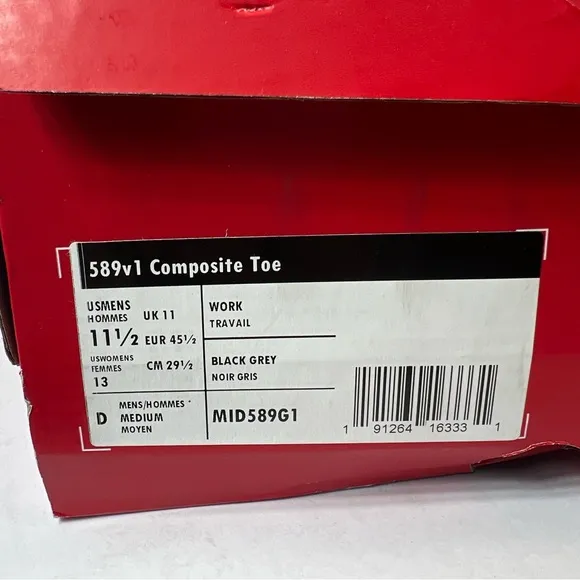 589v1 Composite Toe
USMENS
HOMMES
UK 11
11½ EUR 45½
USWOMENS
FEMMES
13
CM 29½
WORK
TRAVAIL
BLACK GREY
NOIR GRIS
D
MENS/HOMMES *
MEDIUM
MOYEN
MID589G1
1 91264 16333 1